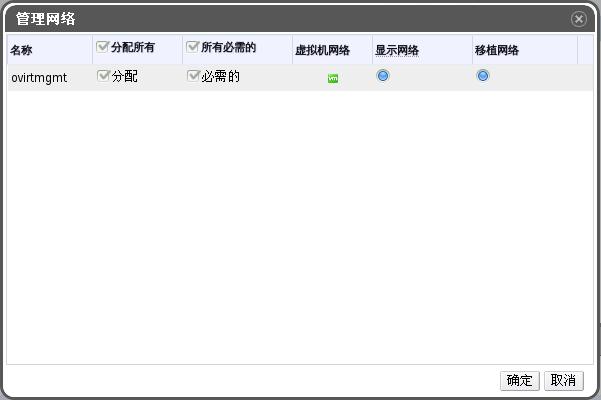 管理网络
名称 分配所有 所有必需的 虚拟机网络 显示网络 移植网络
ovirtmgmt 分配 必需的 vm
确定 取消